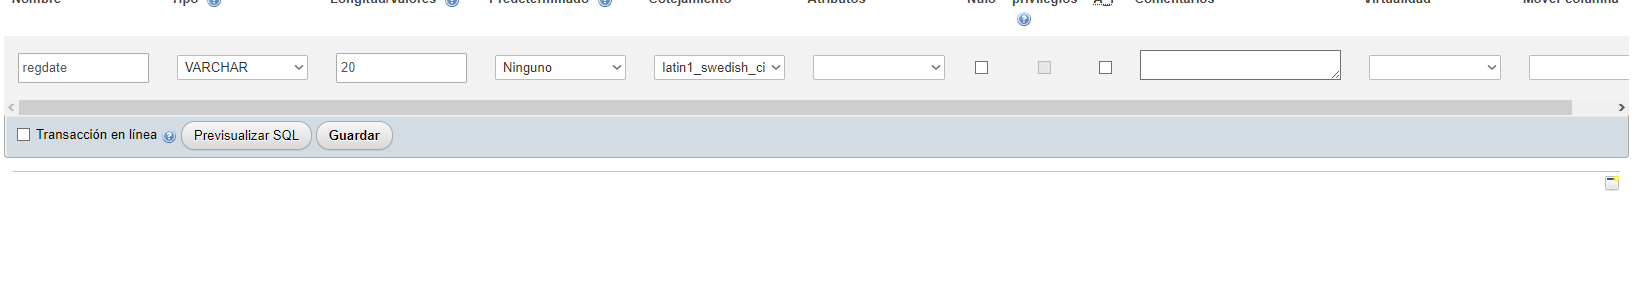 Nombre Tipo Longitud/Valores Predeterminado Cotejamiento Atributos Nulo privilegios A_I Comentarios Virtualidad Mover columna
regdate VARCHAR 20 Ninguno latin1_swedish_ci
Transacción en línea Previsualizar SQL Guardar